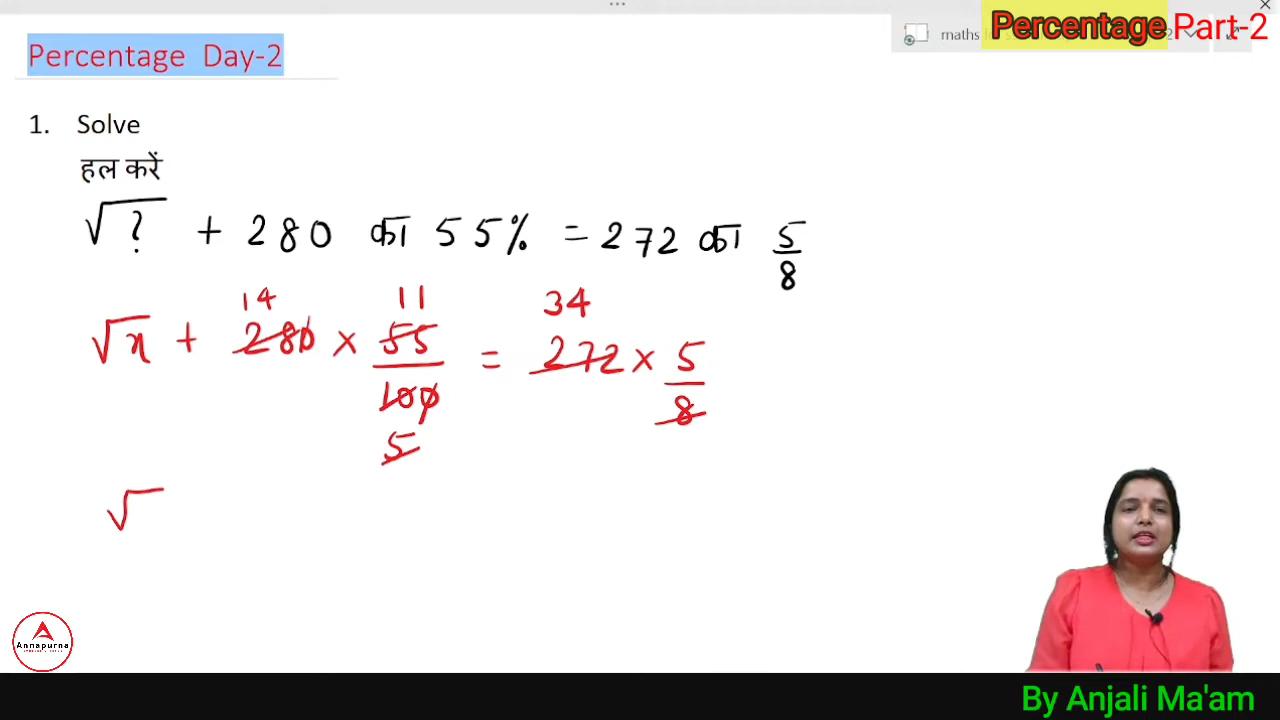 Percentage Part-2
maths
2
Percentage Day-2
1. Solve
हल करें
√? + 280 का 55% = 272 का 5/8
14 11 34
√x + 280 × 55/100 = 272 × 5/8
5
√
Annapurna
By Anjali Ma'am